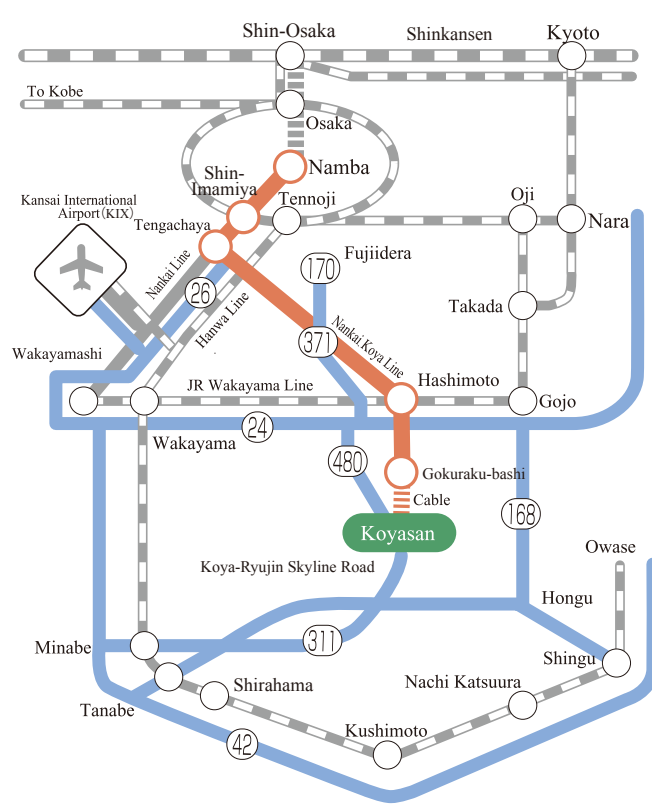 Shin-Osaka
Shinkansen
Kyoto
To Kobe
Osaka
Namba
Shin-
Imamiya
Tennoji
Oji
Nara
Kansai International
Airport(KIX)
Tengachaya
Nankai Line
26
Hanwa Line
170
Fujiidera
371
Nankai Koya Line
Takada
Wakayamashi
JR Wakayama Line
Hashimoto
Gojo
Wakayama
24
480
Gokuraku-bashi
Cable
168
Koyasan
Owase
Koya-Ryujin Skyline Road
Hongu
Minabe
311
Shingu
Shirahama
Nachi Katsuura
Tanabe
Kushimoto
42